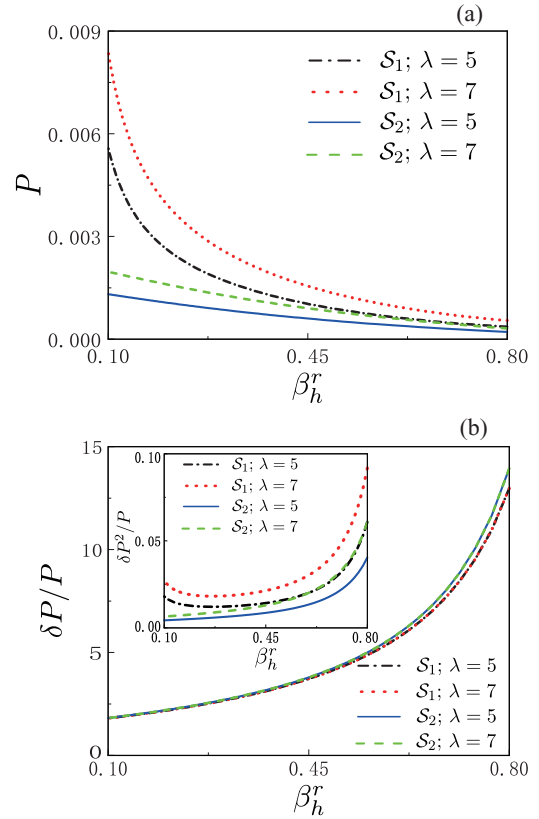 (a)
0.009
0.006
0.003
0.000
P
S₁; λ = 5
S₁; λ = 7
S₂; λ = 5
S₂; λ = 7
0.10
0.45
0.80
βₕʳ
(b)
15
10
5
0
δP/P
0.10
0.05
0.00
δP²/P
S₁; λ = 5
S₁; λ = 7
S₂; λ = 5
S₂; λ = 7
0.10
0.45
0.80
βₕʳ
S₁; λ = 5
S₁; λ = 7
S₂; λ = 5
S₂; λ = 7
0.10
0.45
0.80
βₕʳ